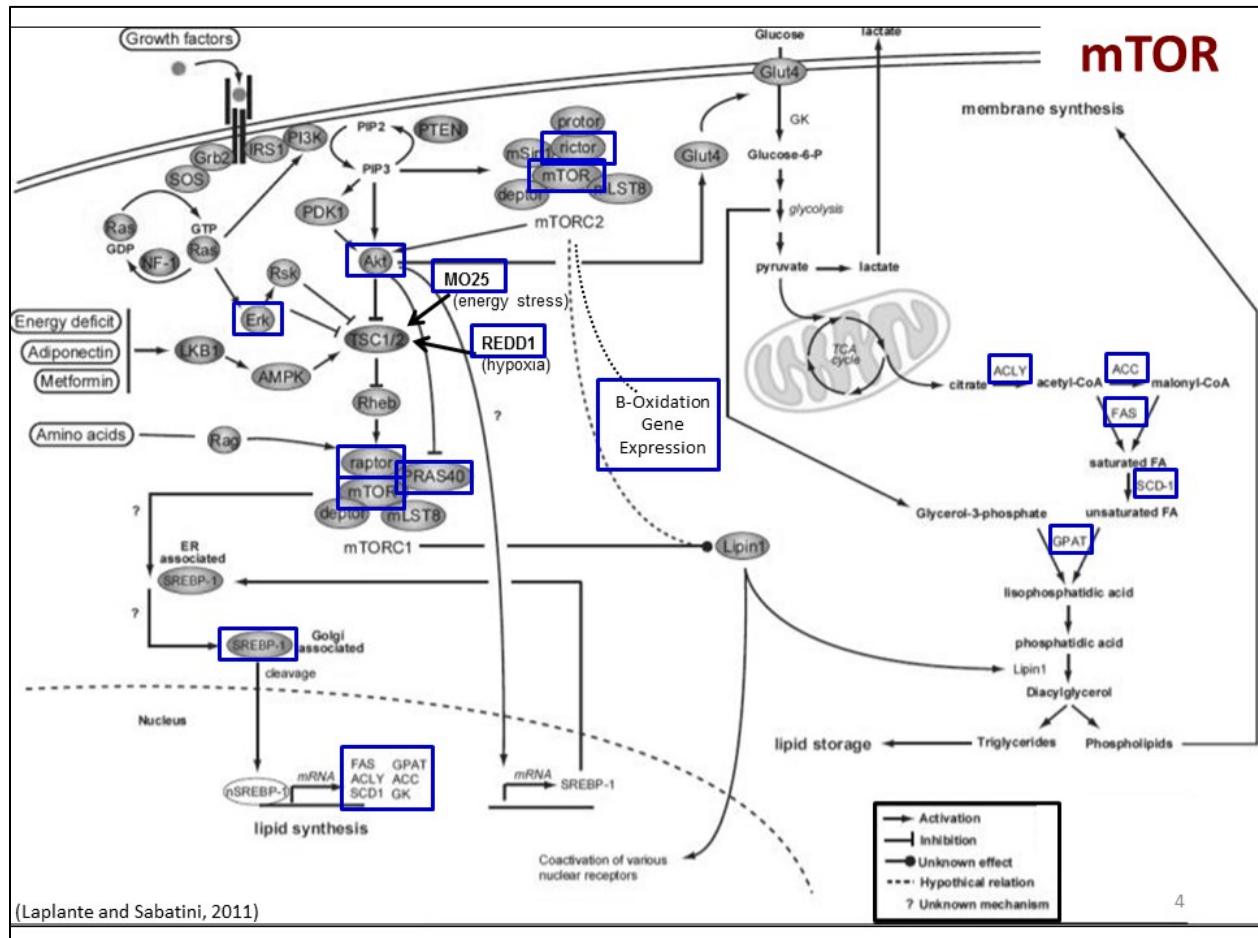 mTOR
Growth factors
Glucose
lactate
Glut4
membrane synthesis
protor
PIP2
PTEN
PI3K
IRS1
Grb2
SOS
rictor
mTOR
deptor
mLST8
mTORC2
GK
Glut4
Glucose-6-P
PIP3
PDK1
glycolysis
Ras
GDP
GTP
Ras
NF-1
Akt
pyruvate
lactate
Rsk
Erk
MO25
(energy stress)
Energy deficit
Adiponectin
Metformin
LKB1
AMPK
TSC1/2
REDD1
(hypoxia)
TCA
cycle
citrate
ACLY
acetyl-CoA
ACC
malonyl-CoA
FAS
Rheb
?
B-Oxidation
Gene
Expression
Amino acids
Rag
raptor
PRAS40
mTOR
deptor
mLST8
mTORC1
saturated FA
SCD-1
Glycerol-3-phosphate
unsaturated FA
GPAT
?
ER
associated
SREBP-1
Lipin1
lisophosphatidic acid
?
SREBP-1
Golgi
associated
cleavage
phosphatidic acid
Lipin1
Diacylglycerol
Nucleus
lipid storage
Triglycerides
Phospholipids
nSREBP-1
mRNA
FAS GPAT
ACLY ACC
SCD1 GK
lipid synthesis
mRNA
SREBP-1
Coactivation of various
nuclear receptors
Activation
Inhibition
Unknown effect
Hypothical relation
? Unknown mechanism
(Laplante and Sabatini, 2011)
4